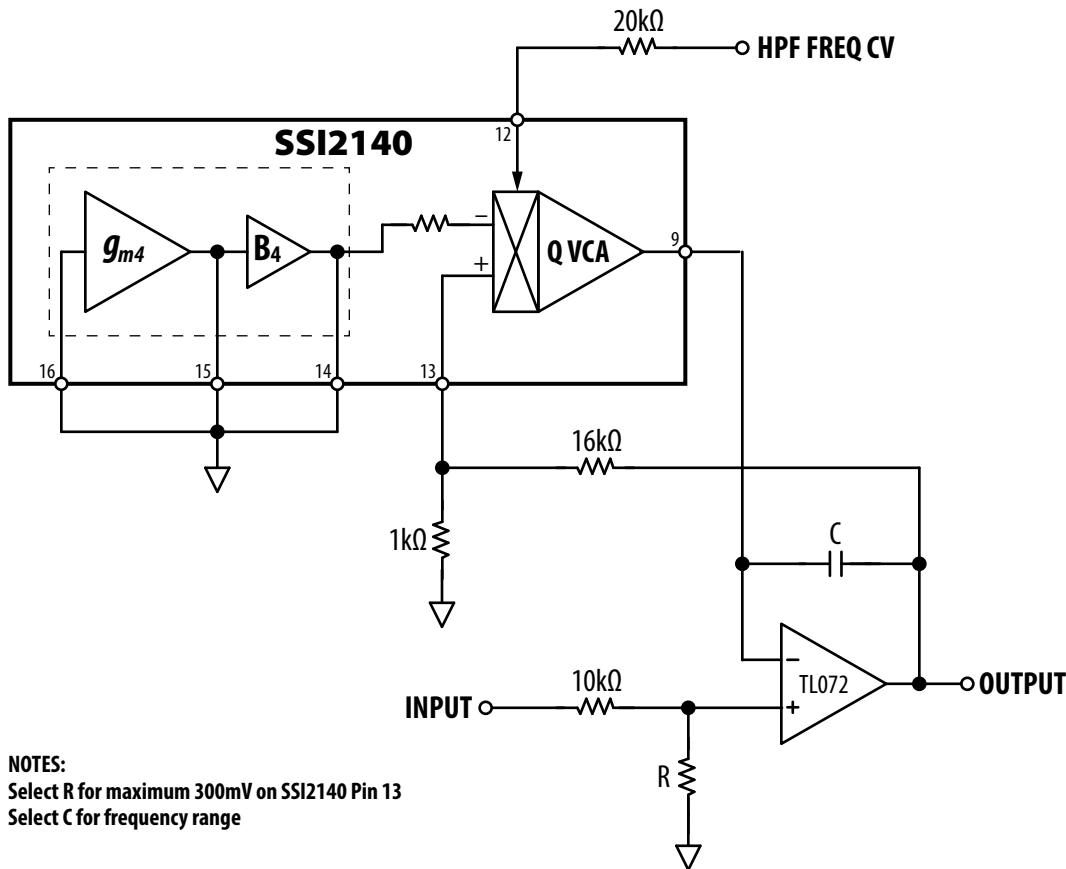 20kΩ
HPF FREQ CV
12
SSI2140
gm4
B4
−
+
Q VCA
9
16
15
14
13
16kΩ
1kΩ
C
−
TL072
+
OUTPUT
10kΩ
INPUT
R
NOTES:
Select R for maximum 300mV on SSI2140 Pin 13
Select C for frequency range